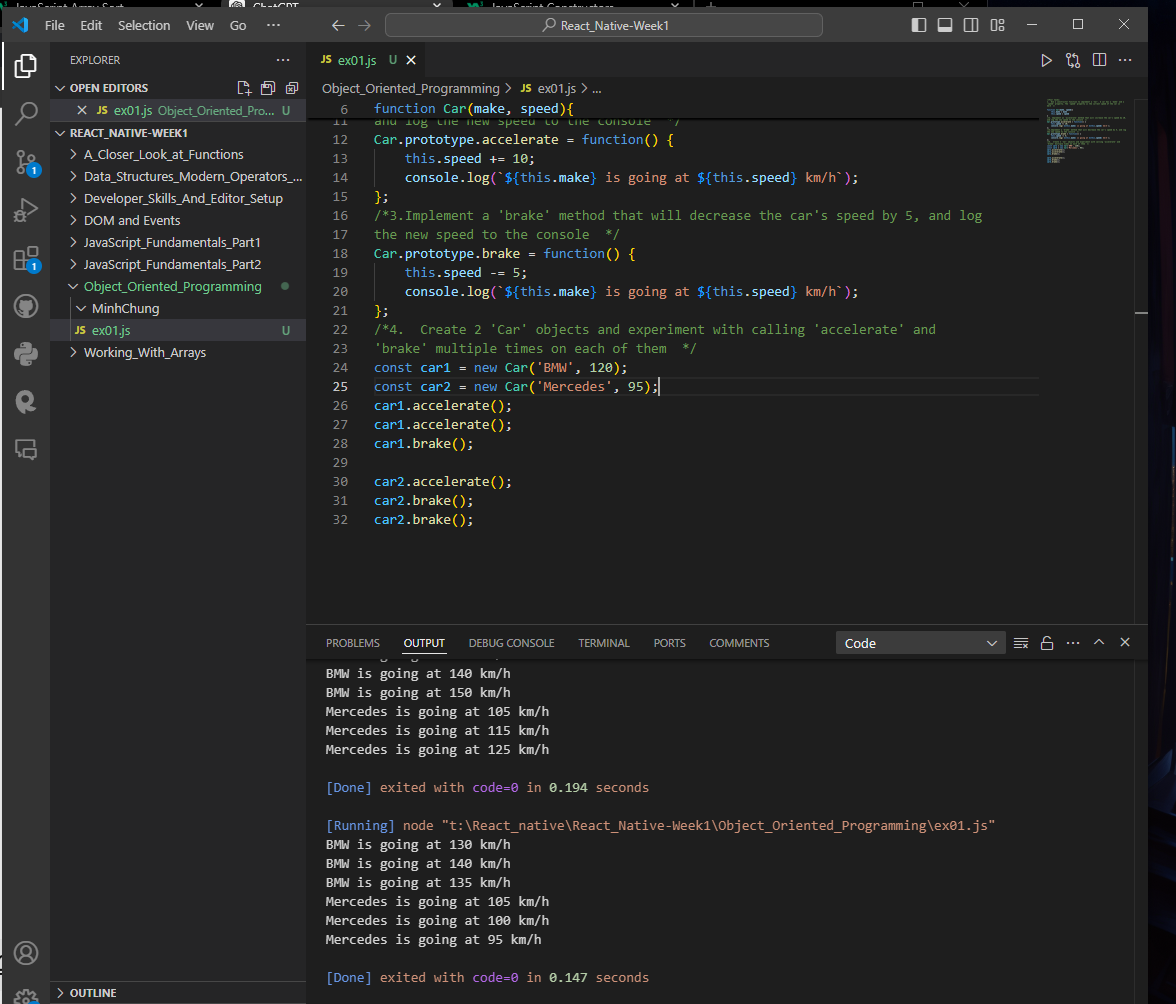 JavaScript Array Sort
ChatGPT
JavaScript Constructors
File Edit Selection View Go ···
React_Native-Week1
EXPLORER
JS ex01.js U
OPEN EDITORS
Object_Oriented_Programming > JS ex01.js > ...
JS ex01.js Object_Oriented_Pro... U
REACT_NATIVE-WEEK1
A_Closer_Look_at_Functions
Data_Structures_Modern_Operators_...
Developer_Skills_And_Editor_Setup
DOM and Events
JavaScript_Fundamentals_Part1
JavaScript_Fundamentals_Part2
Object_Oriented_Programming
MinhChung
JS ex01.js U
Working_With_Arrays
1
1
6 function Car(make, speed){
11 and log the new speed to the console */
12 Car.prototype.accelerate = function() {
13 this.speed += 10;
14 console.log(`${this.make} is going at ${this.speed} km/h`);
15 };
16 /*3.Implement a 'brake' method that will decrease the car's speed by 5, and log
17 the new speed to the console */
18 Car.prototype.brake = function() {
19 this.speed -= 5;
20 console.log(`${this.make} is going at ${this.speed} km/h`);
21 };
22 /*4. Create 2 'Car' objects and experiment with calling 'accelerate' and
23 'brake' multiple times on each of them */
24 const car1 = new Car('BMW', 120);
25 const car2 = new Car('Mercedes', 95);
26 car1.accelerate();
27 car1.accelerate();
28 car1.brake();
29
30 car2.accelerate();
31 car2.brake();
32 car2.brake();
PROBLEMS OUTPUT DEBUG CONSOLE TERMINAL PORTS COMMENTS
Code
BMW is going at 140 km/h
BMW is going at 150 km/h
Mercedes is going at 105 km/h
Mercedes is going at 115 km/h
Mercedes is going at 125 km/h
[Done] exited with code=0 in 0.194 seconds
[Running] node "t:\React_native\React_Native-Week1\Object_Oriented_Programming\ex01.js"
BMW is going at 130 km/h
BMW is going at 140 km/h
BMW is going at 135 km/h
Mercedes is going at 105 km/h
Mercedes is going at 100 km/h
Mercedes is going at 95 km/h
[Done] exited with code=0 in 0.147 seconds
OUTLINE